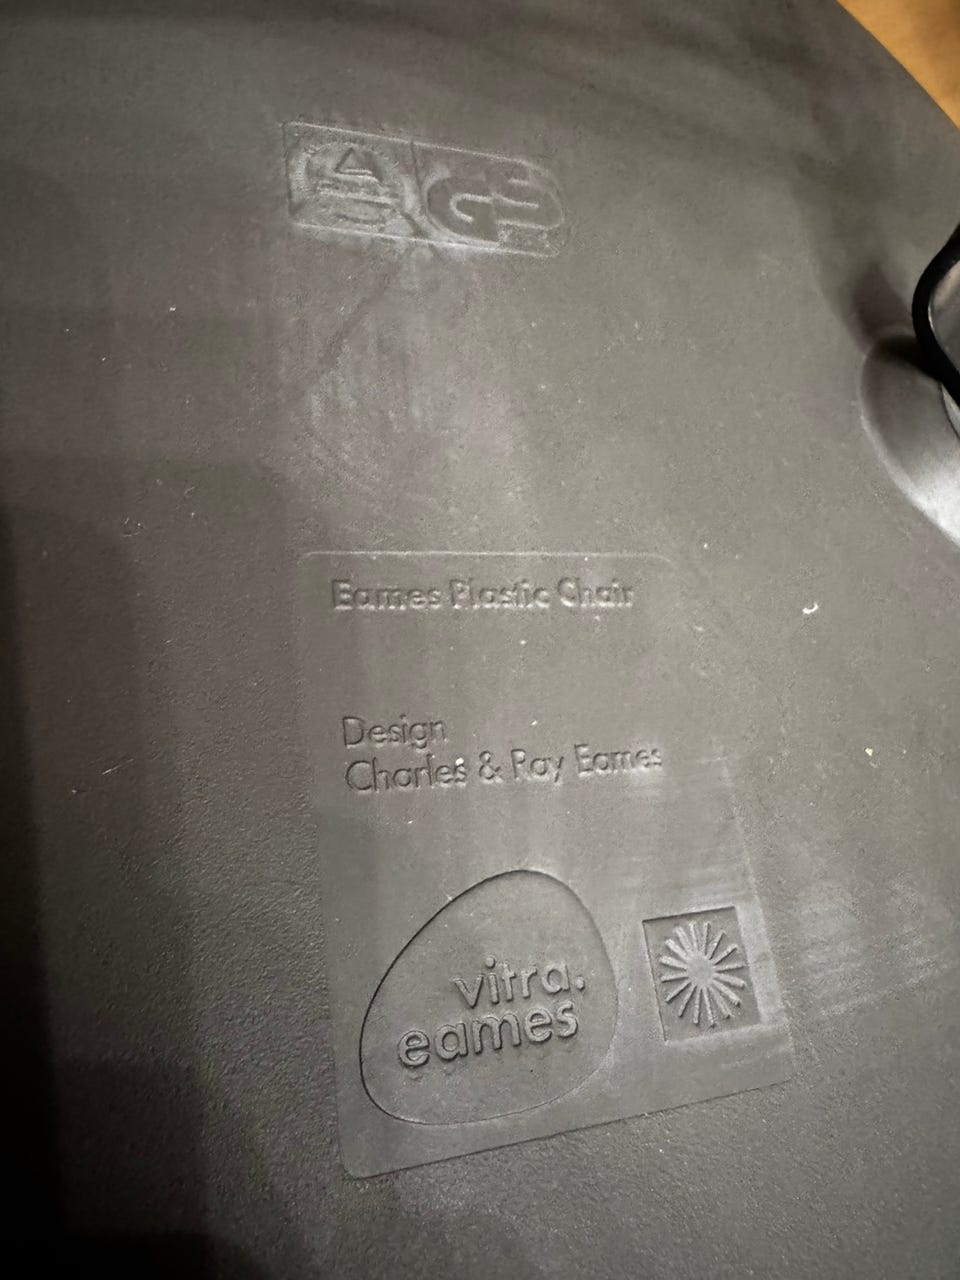 GS
Eames Plastic Chair
Design
Charles & Ray Eames
vitra.
eames